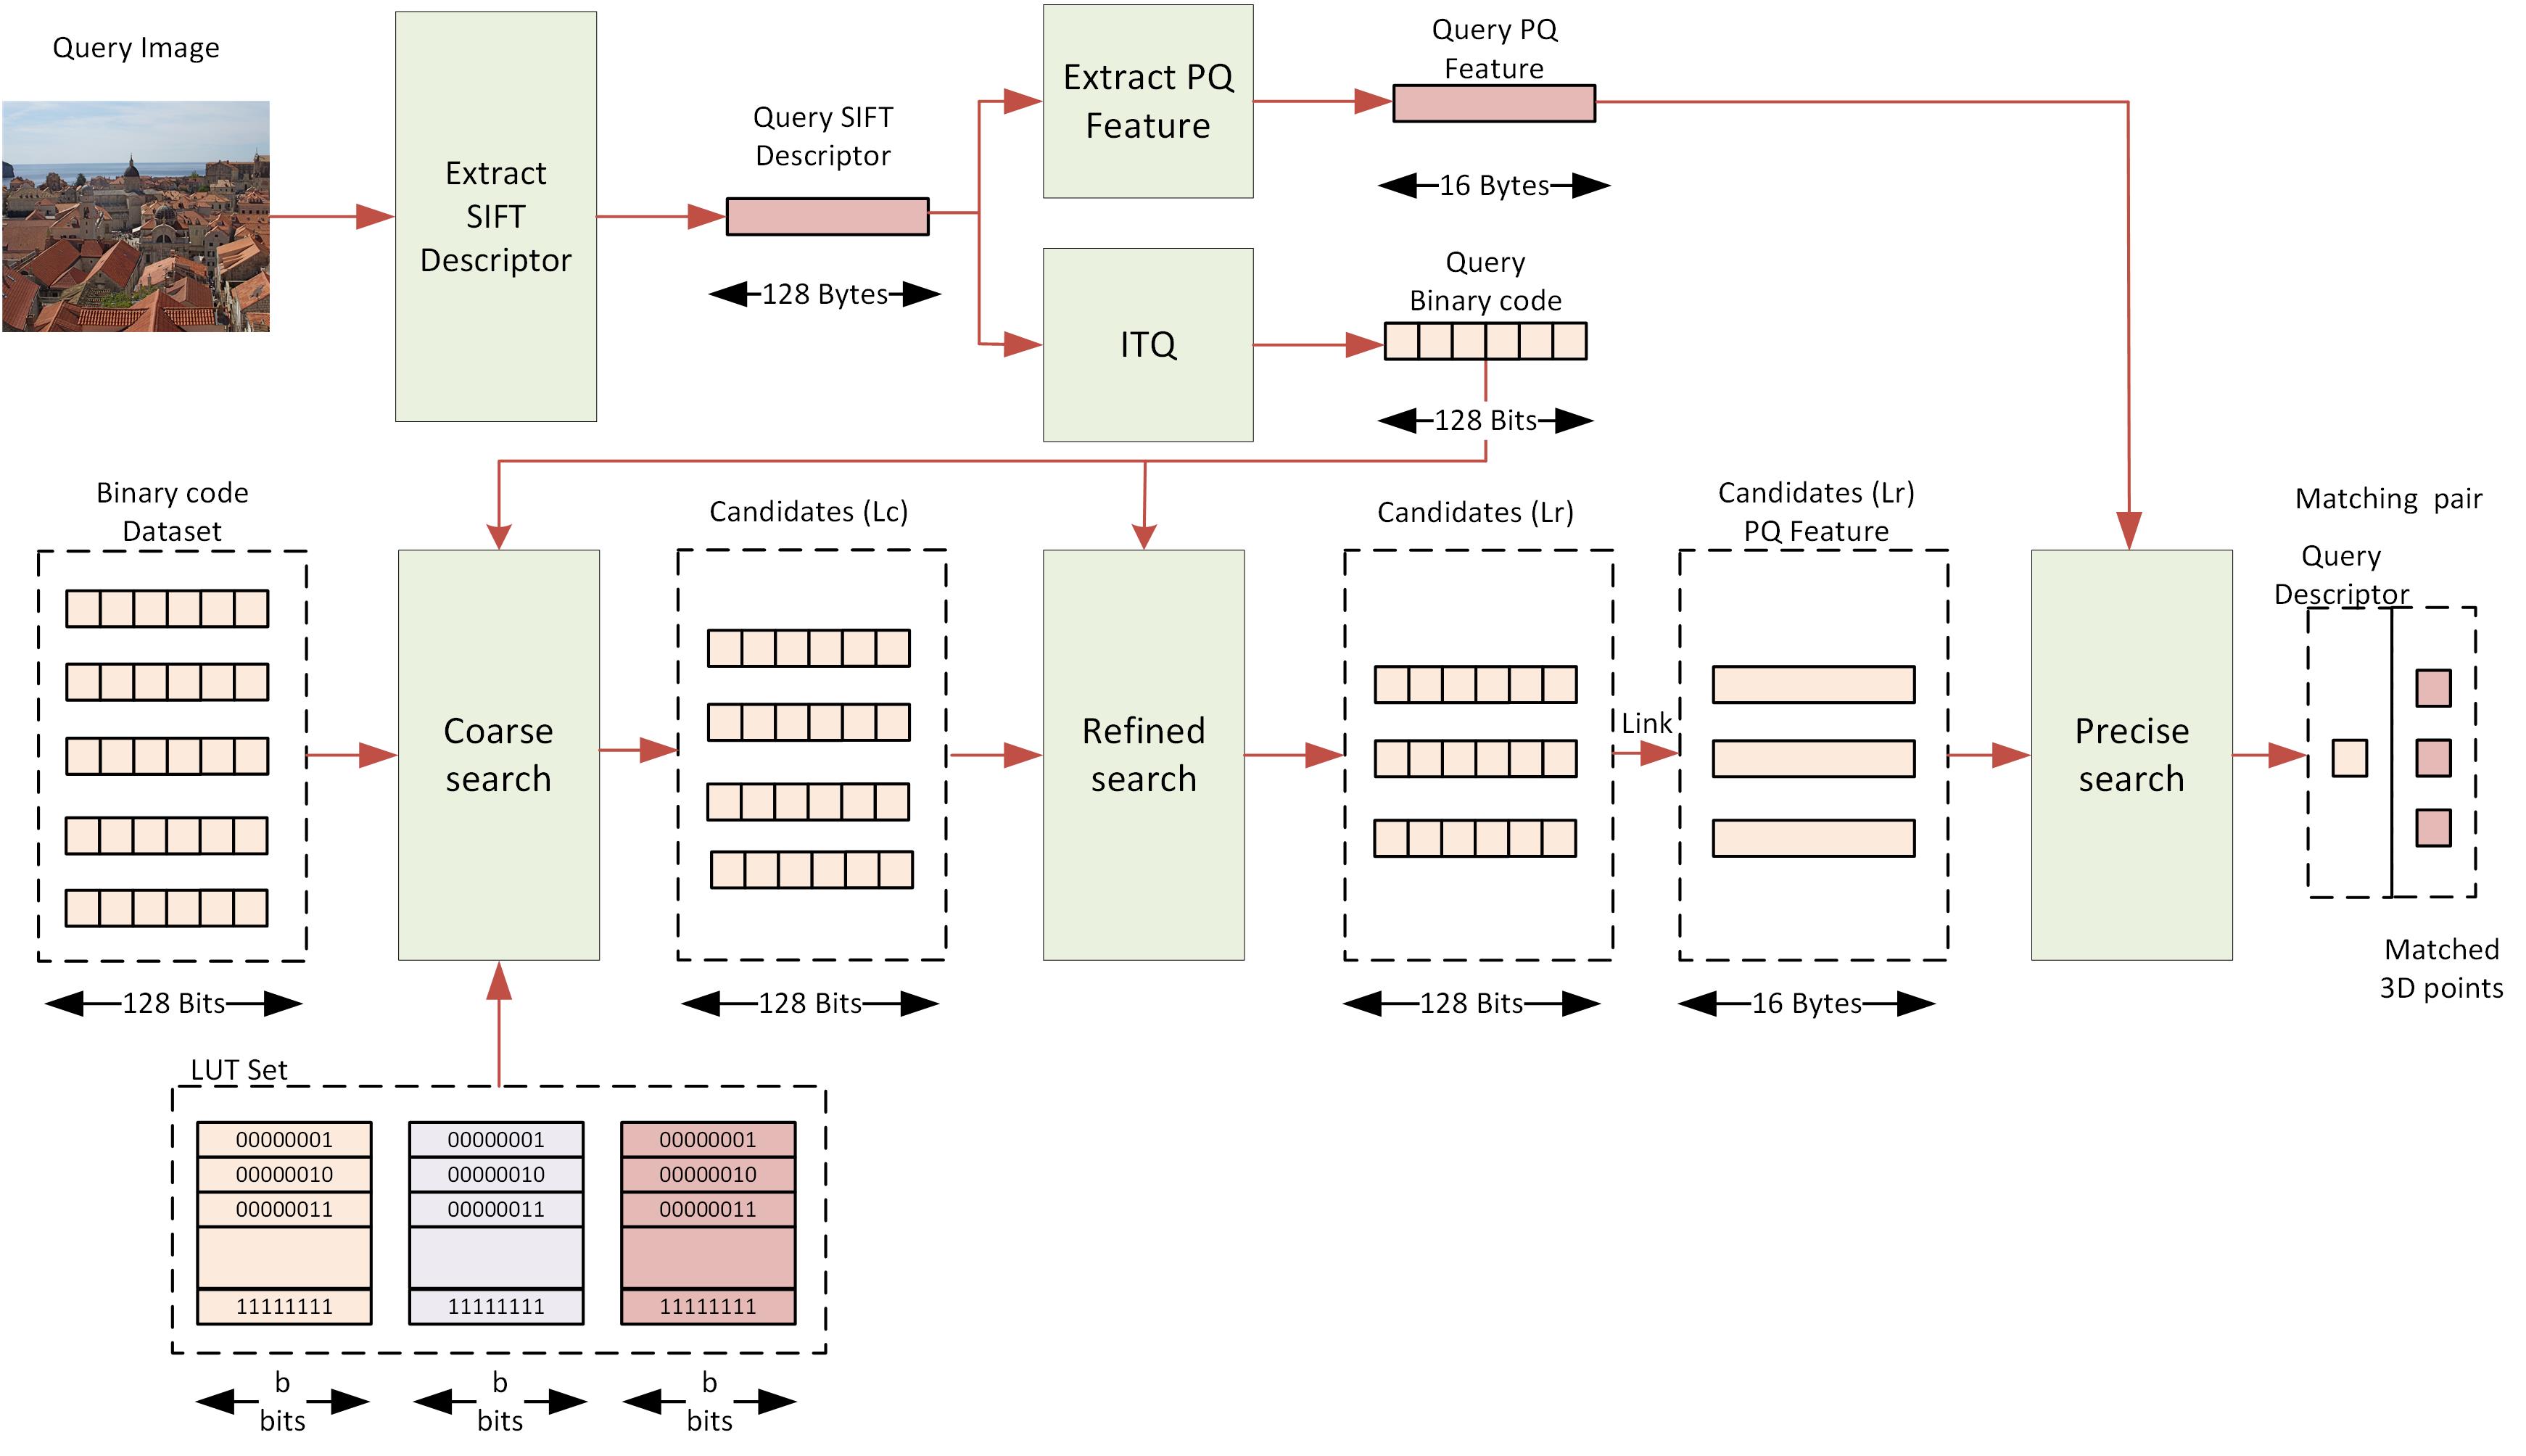 Query Image
Extract
SIFT
Descriptor
Query SIFT
Descriptor
128 Bytes
Extract PQ
Feature
Query PQ
Feature
16 Bytes
ITQ
Query
Binary code
128 Bits
Binary code
Dataset
128 Bits
Coarse
search
Candidates (Lc)
128 Bits
Refined
search
Candidates (Lr)
128 Bits
Link
Candidates (Lr)
PQ Feature
16 Bytes
Precise
search
Matching pair
Query
Descriptor
Matched
3D points
LUT Set
00000001
00000010
00000011
11111111
b
bits
00000001
00000010
00000011
11111111
b
bits
00000001
00000010
00000011
11111111
b
bits